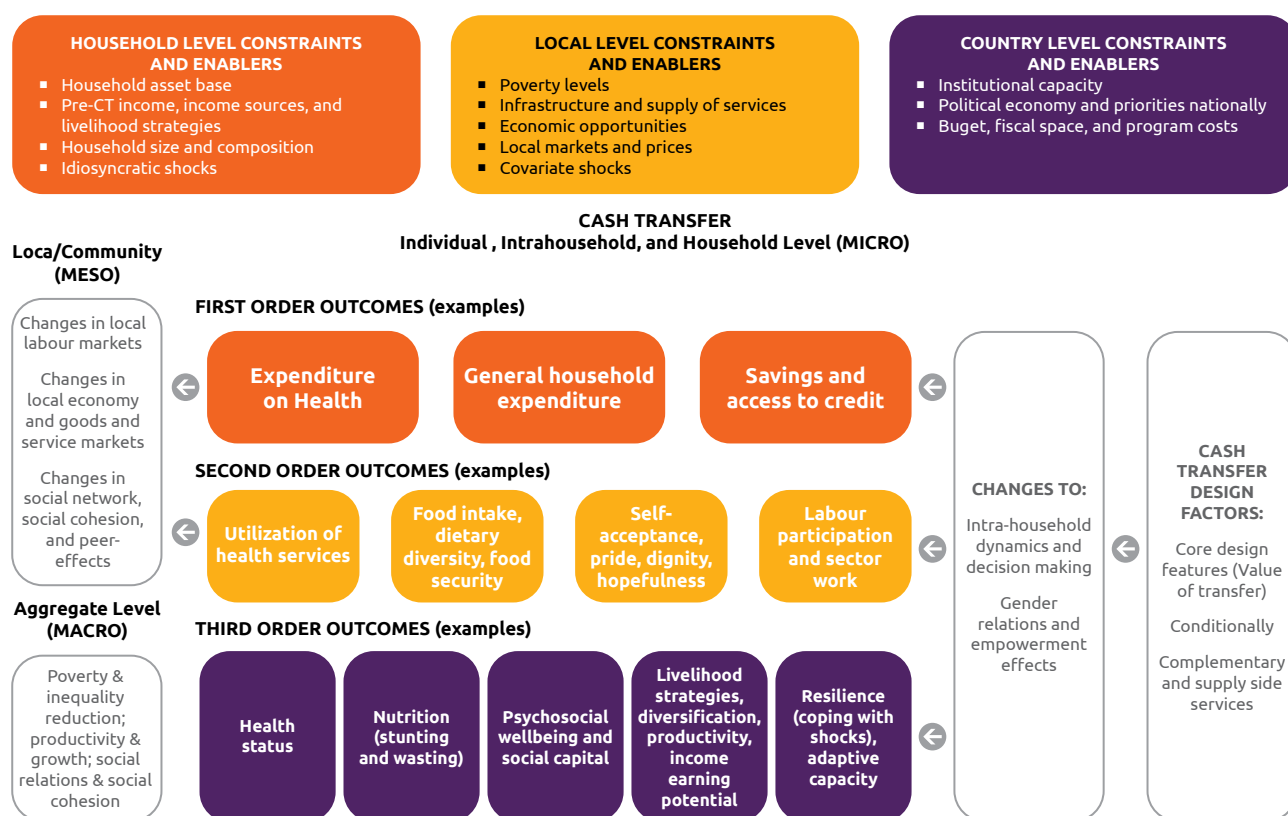 HOUSEHOLD LEVEL CONSTRAINTS
AND ENABLERS
▪ Household asset base
▪ Pre-CT income, income sources, and
livelihood strategies
▪ Household size and composition
▪ Idiosyncratic shocks
LOCAL LEVEL CONSTRAINTS
AND ENABLERS
▪ Poverty levels
▪ Infrastructure and supply of services
▪ Economic opportunities
▪ Local markets and prices
▪ Covariate shocks
COUNTRY LEVEL CONSTRAINTS
AND ENABLERS
▪ Institutional capacity
▪ Political economy and priorities nationally
▪ Buget, fiscal space, and program costs
CASH TRANSFER
Individual , Intrahousehold, and Household Level (MICRO)
Loca/Community
(MESO)
Changes in local
labour markets
Changes in
local economy
and goods and
service markets
Changes in
social network,
social cohesion,
and peer-
effects
Aggregate Level
(MACRO)
Poverty &
inequality
reduction;
productivity &
growth; social
relations & social
cohesion
FIRST ORDER OUTCOMES (examples)
Expenditure
on Health
General household
expenditure
Savings and
access to credit
SECOND ORDER OUTCOMES (examples)
Utilization of
health services
Food intake,
dietary
diversity, food
security
Self-
acceptance,
pride, dignity,
hopefulness
Labour
participation
and sector
work
THIRD ORDER OUTCOMES (examples)
Health
status
Nutrition
(stunting
and wasting)
Psychosocial
wellbeing and
social capital
Livelihood
strategies,
diversification,
productivity,
income
earning
potential
Resilience
(coping with
shocks),
adaptive
capacity
CHANGES TO:
Intra-household
dynamics and
decision making
Gender
relations and
empowerment
effects
CASH
TRANSFER
DESIGN
FACTORS:
Core design
features (Value
of transfer)
Conditionally
Complementary
and supply side
services